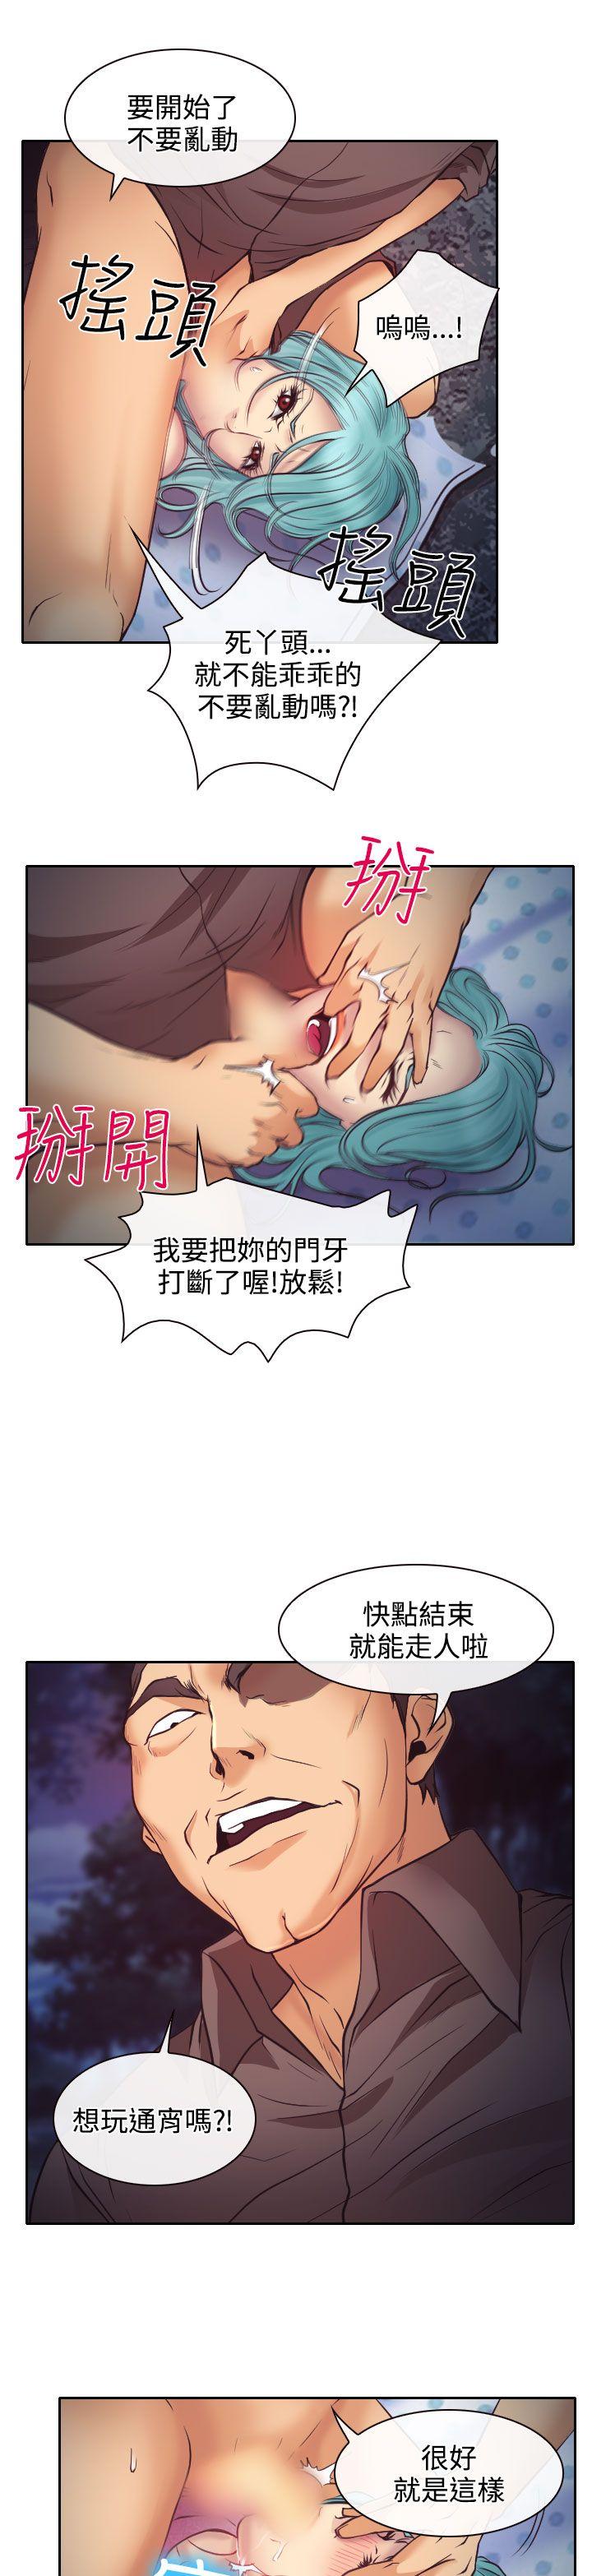 要開始了
不要亂動
搖頭
嗚嗚...!
搖頭
死丫頭...
就不能乖乖的
不要亂動嗎?!
掰
掰開
我要把妳的門牙
打斷了喔!放鬆!
快點結束
就能走人啦
想玩通宵嗎?!
很好
就是這樣